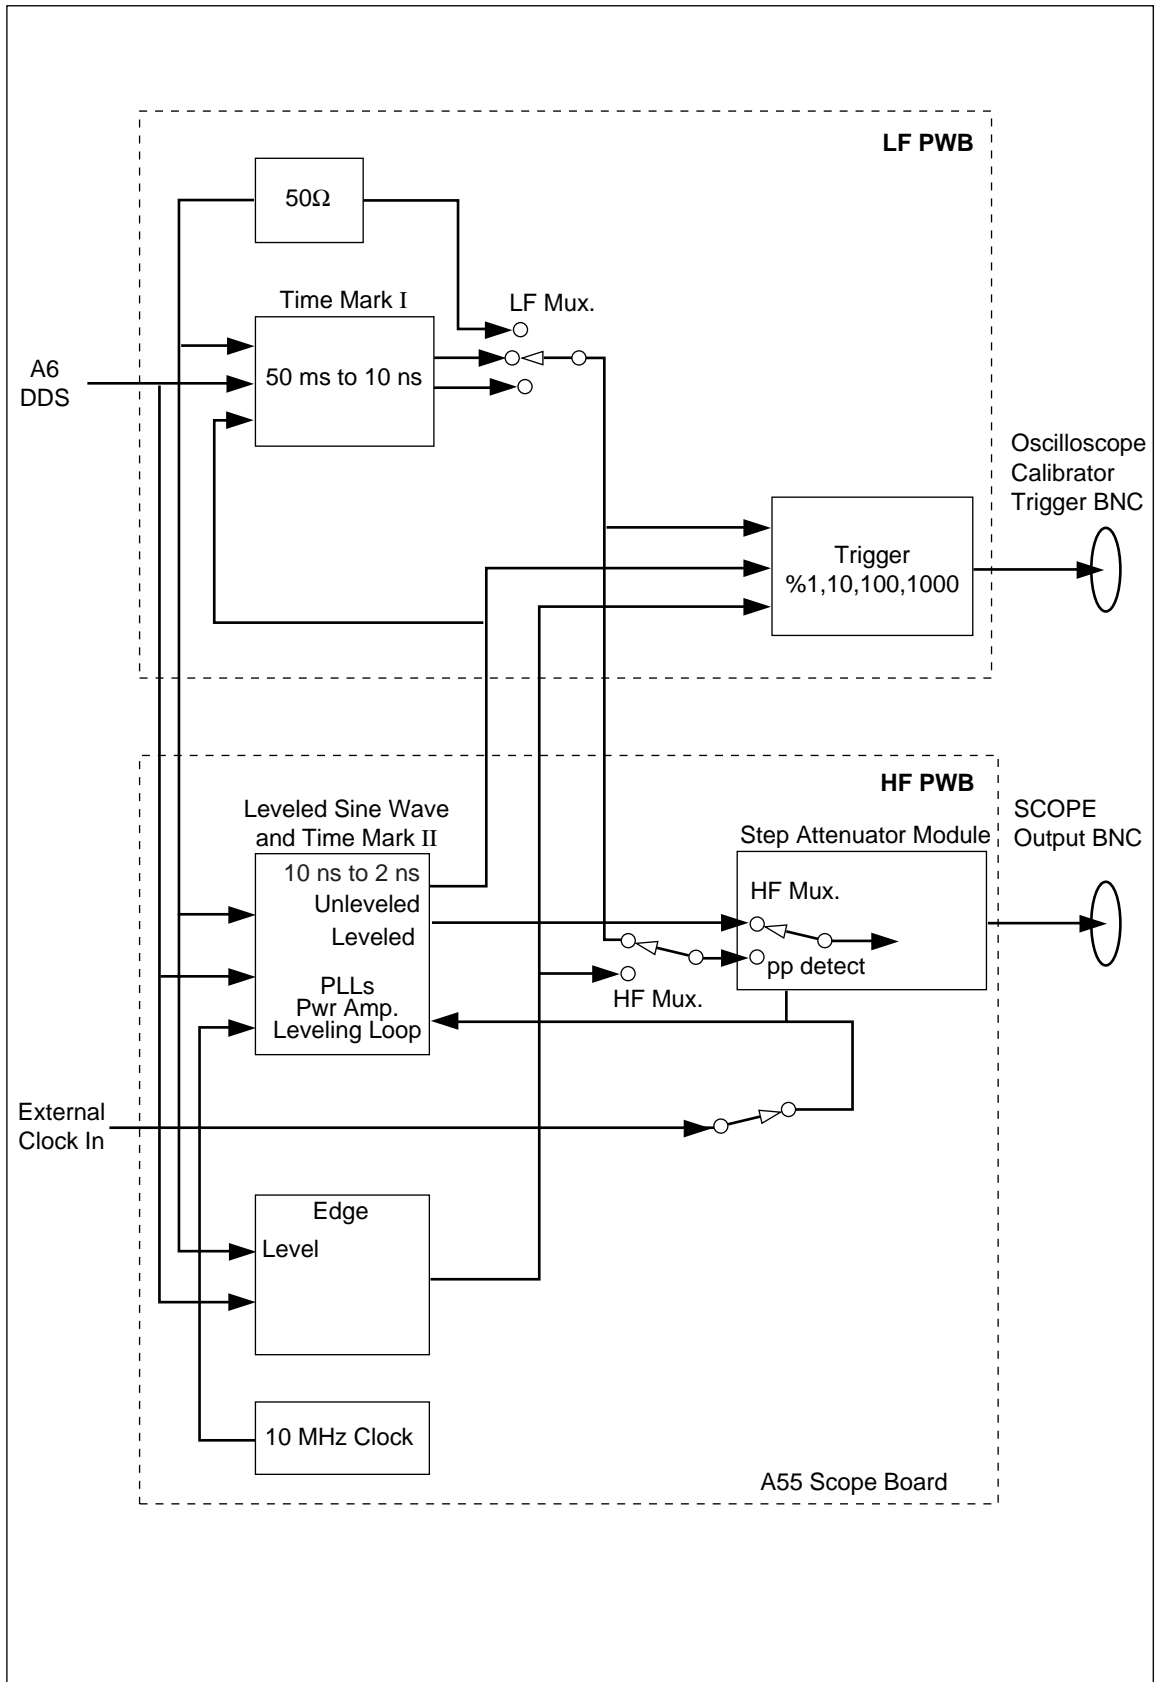 LF PWB
50Ω
Time Mark I
LF Mux.
50 ms to 10 ns
A6
DDS
Oscilloscope
Calibrator
Trigger BNC
Trigger
%1,10,100,1000
HF PWB
Leveled Sine Wave
and Time Mark II
SCOPE
Output BNC
Step Attenuator Module
10 ns to 2 ns
Unleveled
Leveled
HF Mux.
pp detect
HF Mux.
PLLs
Pwr Amp.
Leveling Loop
External
Clock In
Edge
Level
10 MHz Clock
A55 Scope Board